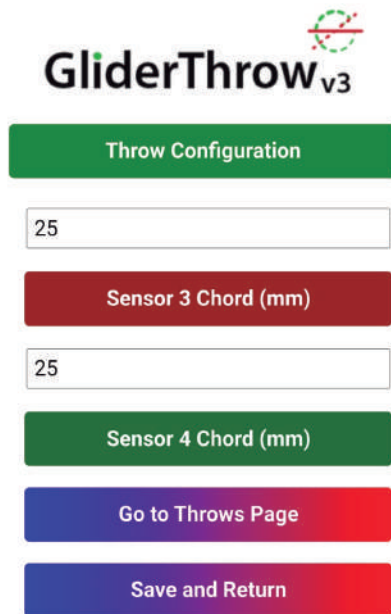 GliderThrow v3
Throw Configuration
25
Sensor 3 Chord (mm)
25
Sensor 4 Chord (mm)
Go to Throws Page
Save and Return